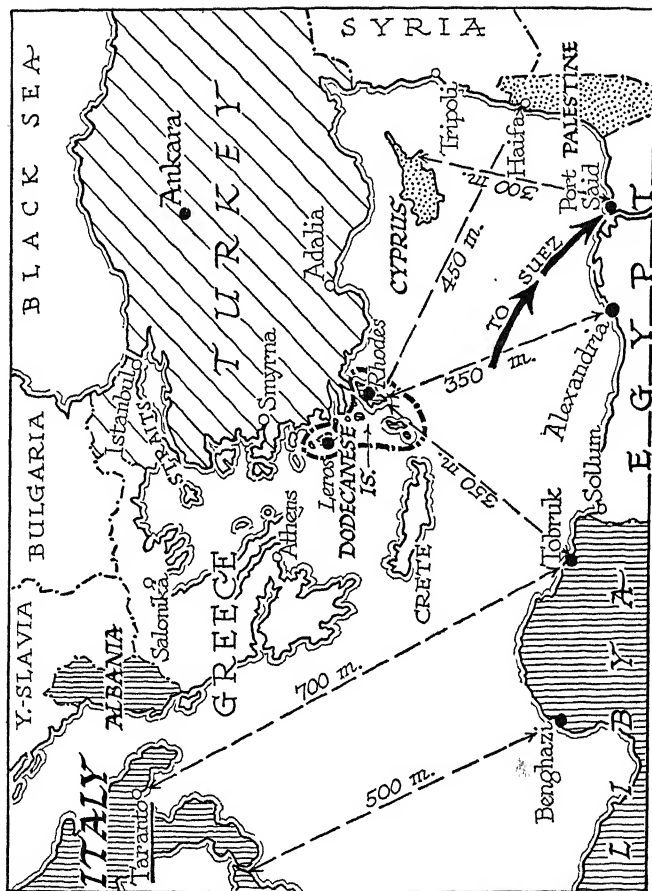 BLACK SEA
BULGARIA
Y.-SLAVIA
ALBANIA
ITALY
Taranto
Salonika
GREECE
Athens
Istanbul
STRAITS
Smyrna
TURKEY
Ankara
Adalia
SYRIA
Tripoli
Haifa
PALESTINE
CYPRUS
300 m.
450 m.
Leros
DODECANESE
IS.
Rhodes
CRETE
350 m.
350 m.
700 m.
500 m.
TO SUEZ
Port
Said
Alexandria
Sollum
Tobruk
Benghazi
EGYPT
LIBYA